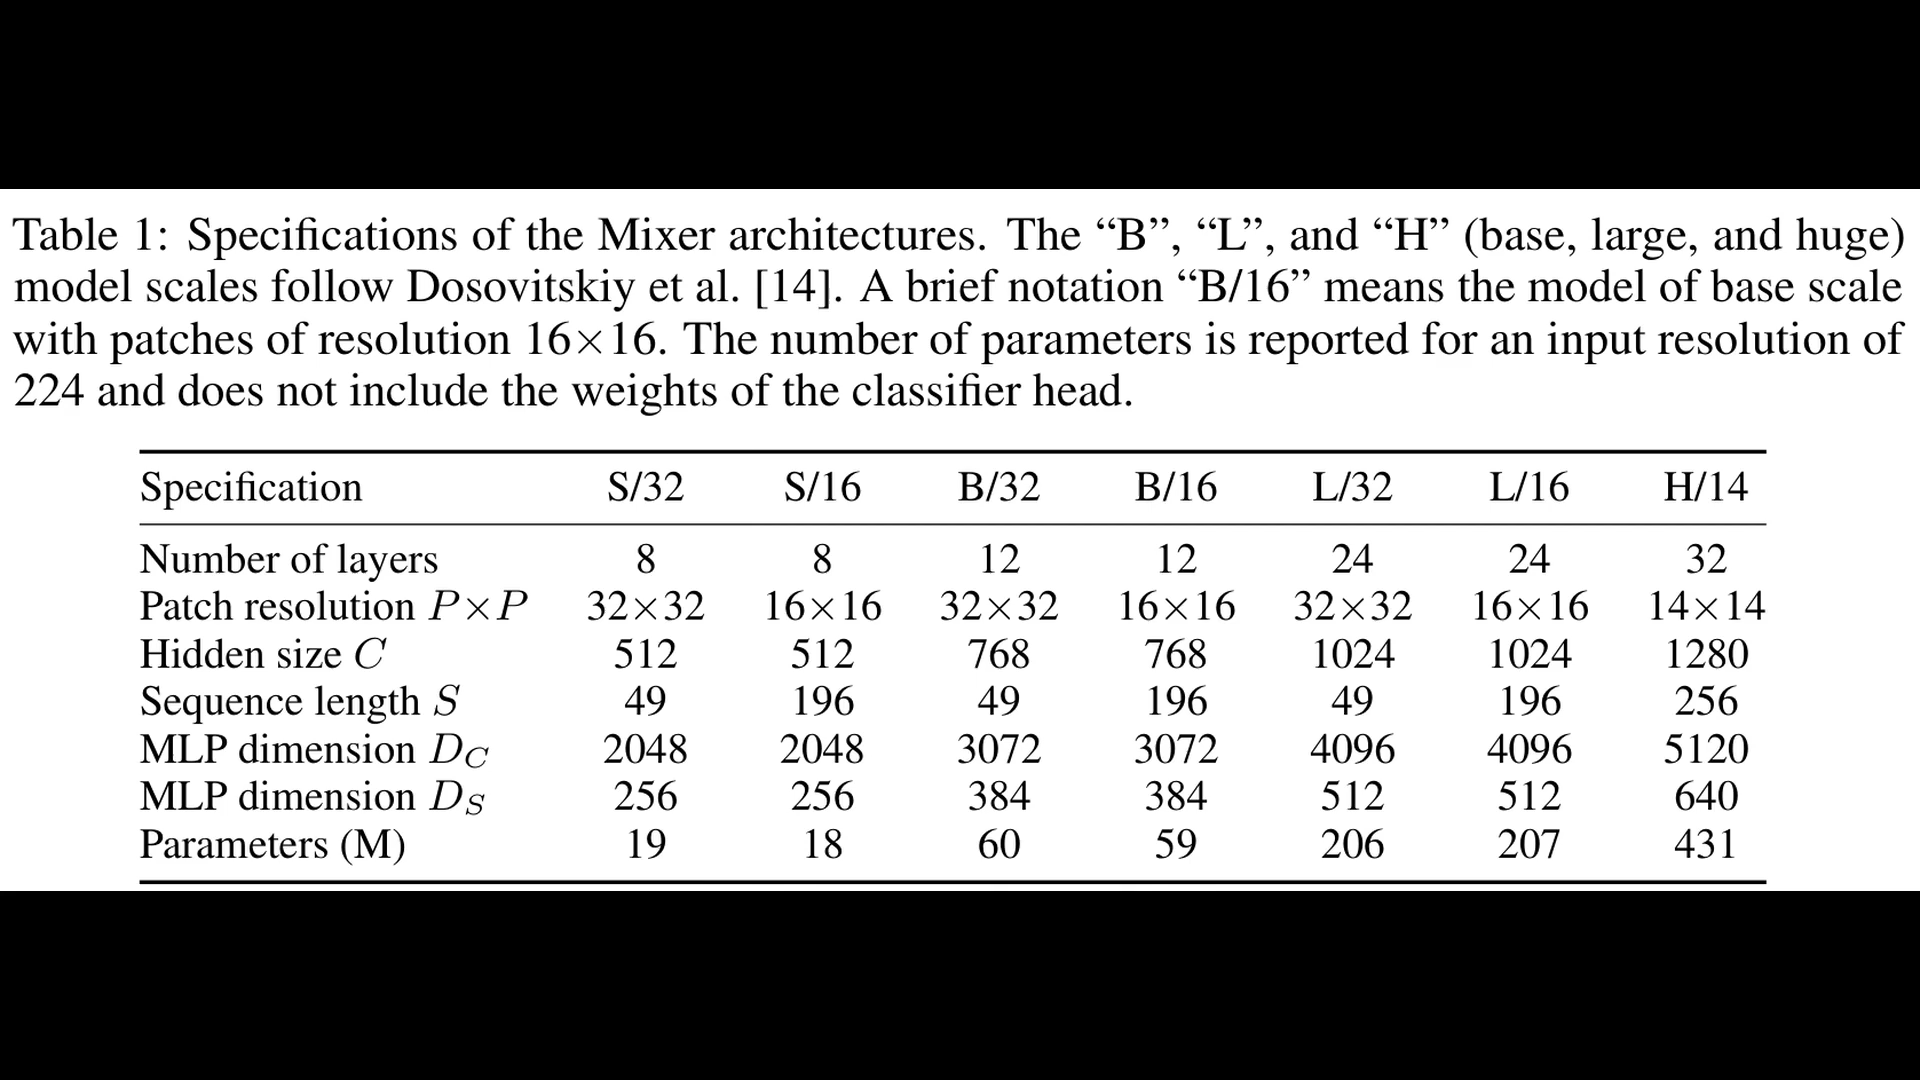 Table 1: Specifications of the Mixer architectures. The “B”, “L”, and “H” (base, large, and huge)
model scales follow Dosovitskiy et al. [14]. A brief notation “B/16” means the model of base scale
with patches of resolution 16×16. The number of parameters is reported for an input resolution of
224 and does not include the weights of the classifier head.
Specification S/32 S/16 B/32 B/16 L/32 L/16 H/14
Number of layers 8 8 12 12 24 24 32
Patch resolution P×P 32×32 16×16 32×32 16×16 32×32 16×16 14×14
Hidden size C 512 512 768 768 1024 1024 1280
Sequence length S 49 196 49 196 49 196 256
MLP dimension D_C 2048 2048 3072 3072 4096 4096 5120
MLP dimension D_S 256 256 384 384 512 512 640
Parameters (M) 19 18 60 59 206 207 431